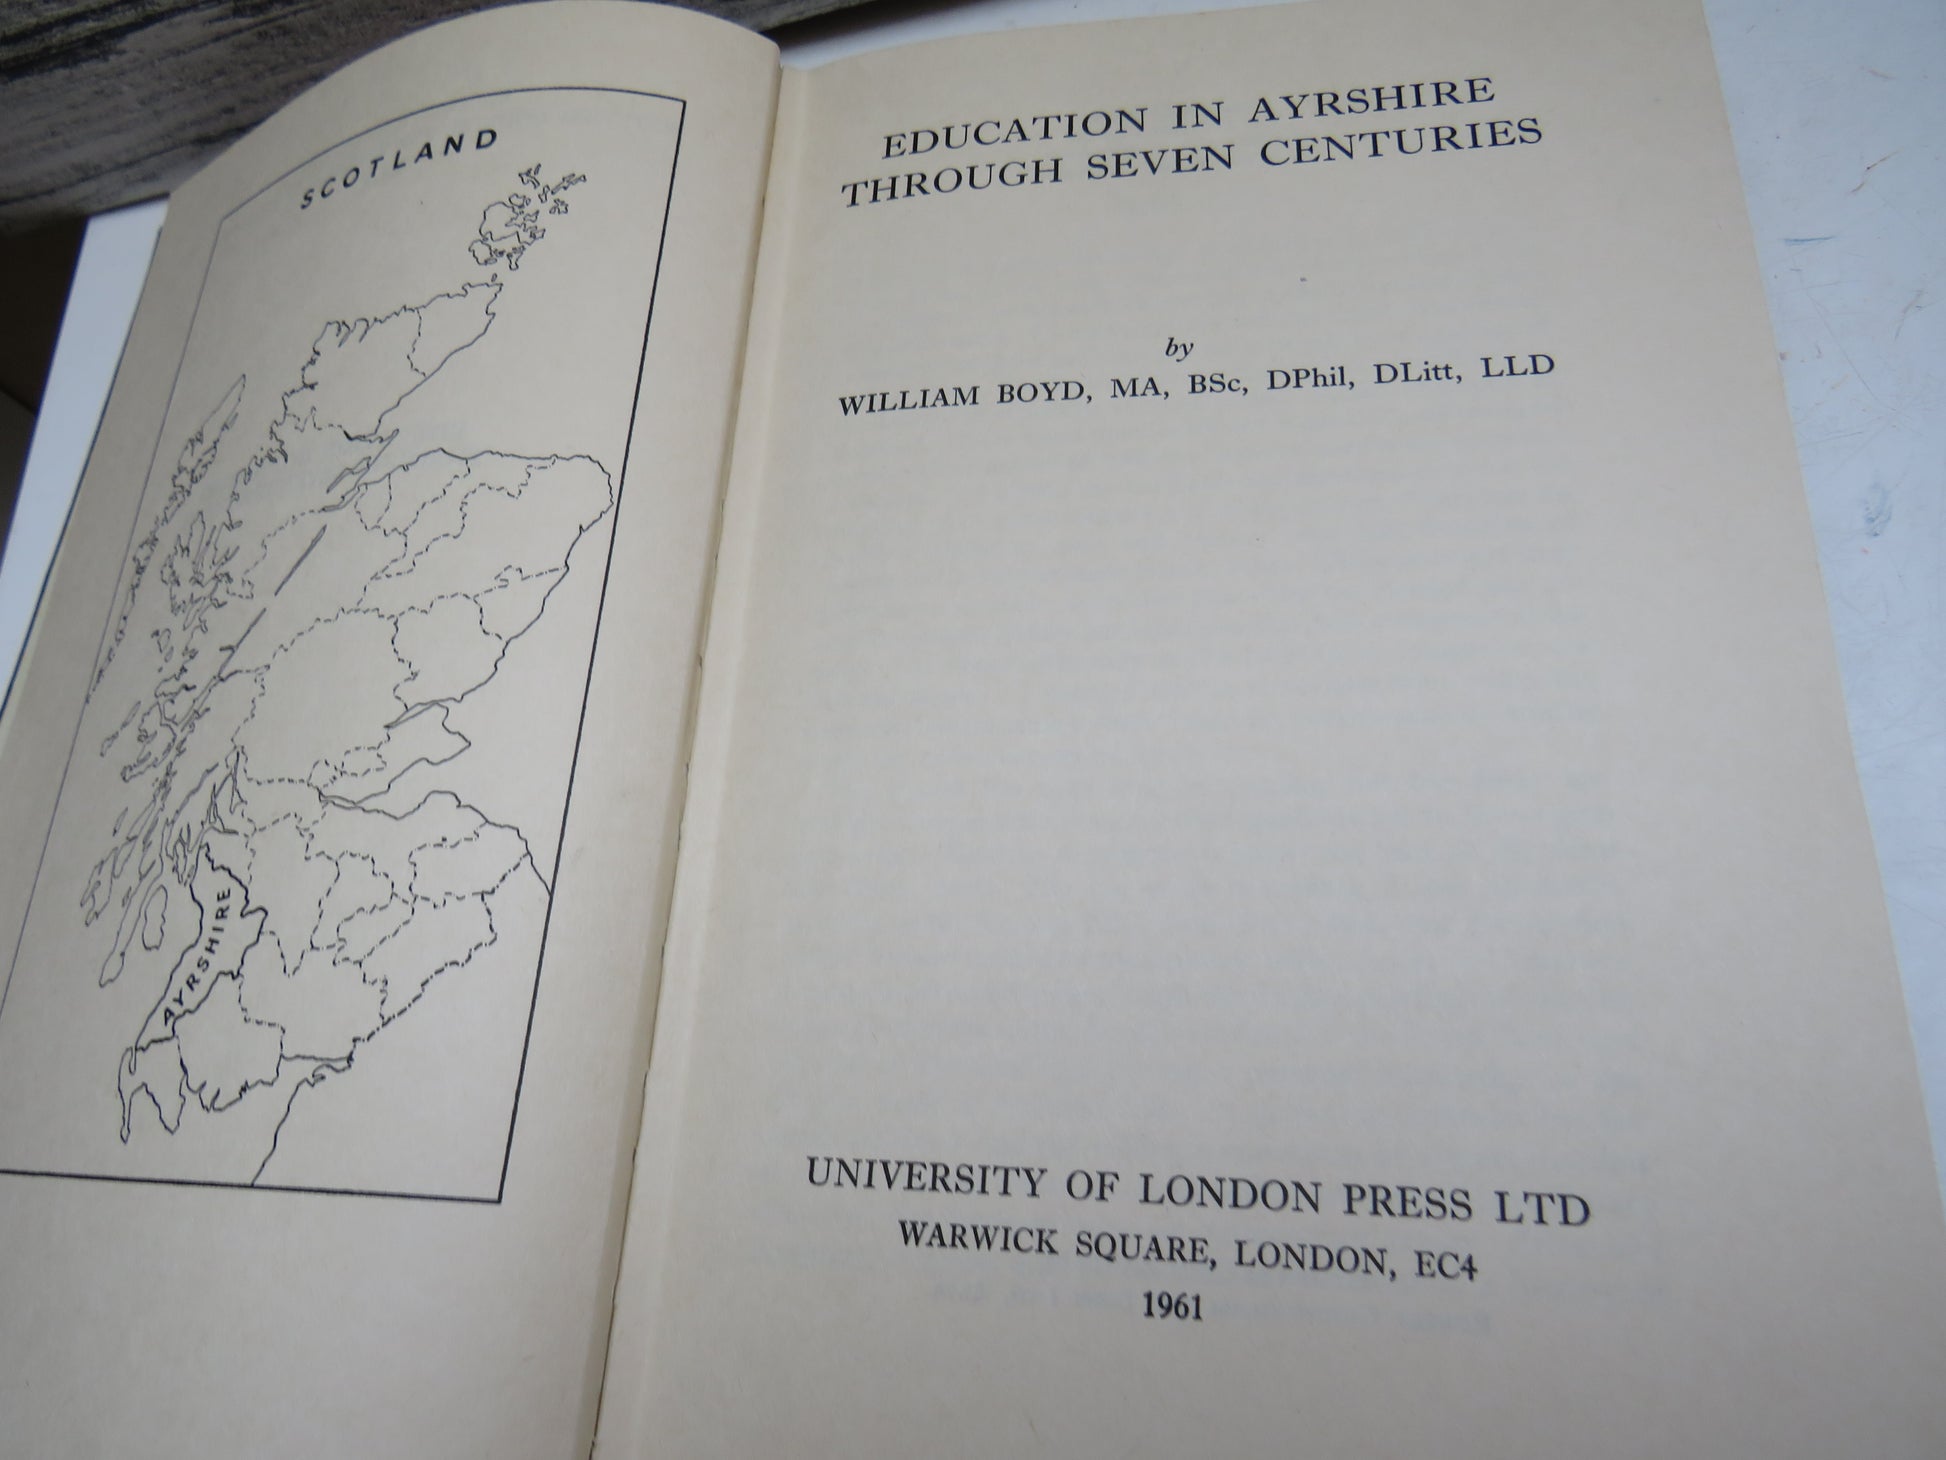 SCOTLAND
AYRSHIRE
EDUCATION IN AYRSHIRE
THROUGH SEVEN CENTURIES
by
WILLIAM BOYD, MA, BSc, DPhil, DLitt, LLD
UNIVERSITY OF LONDON PRESS LTD
WARWICK SQUARE, LONDON, EC4
1961